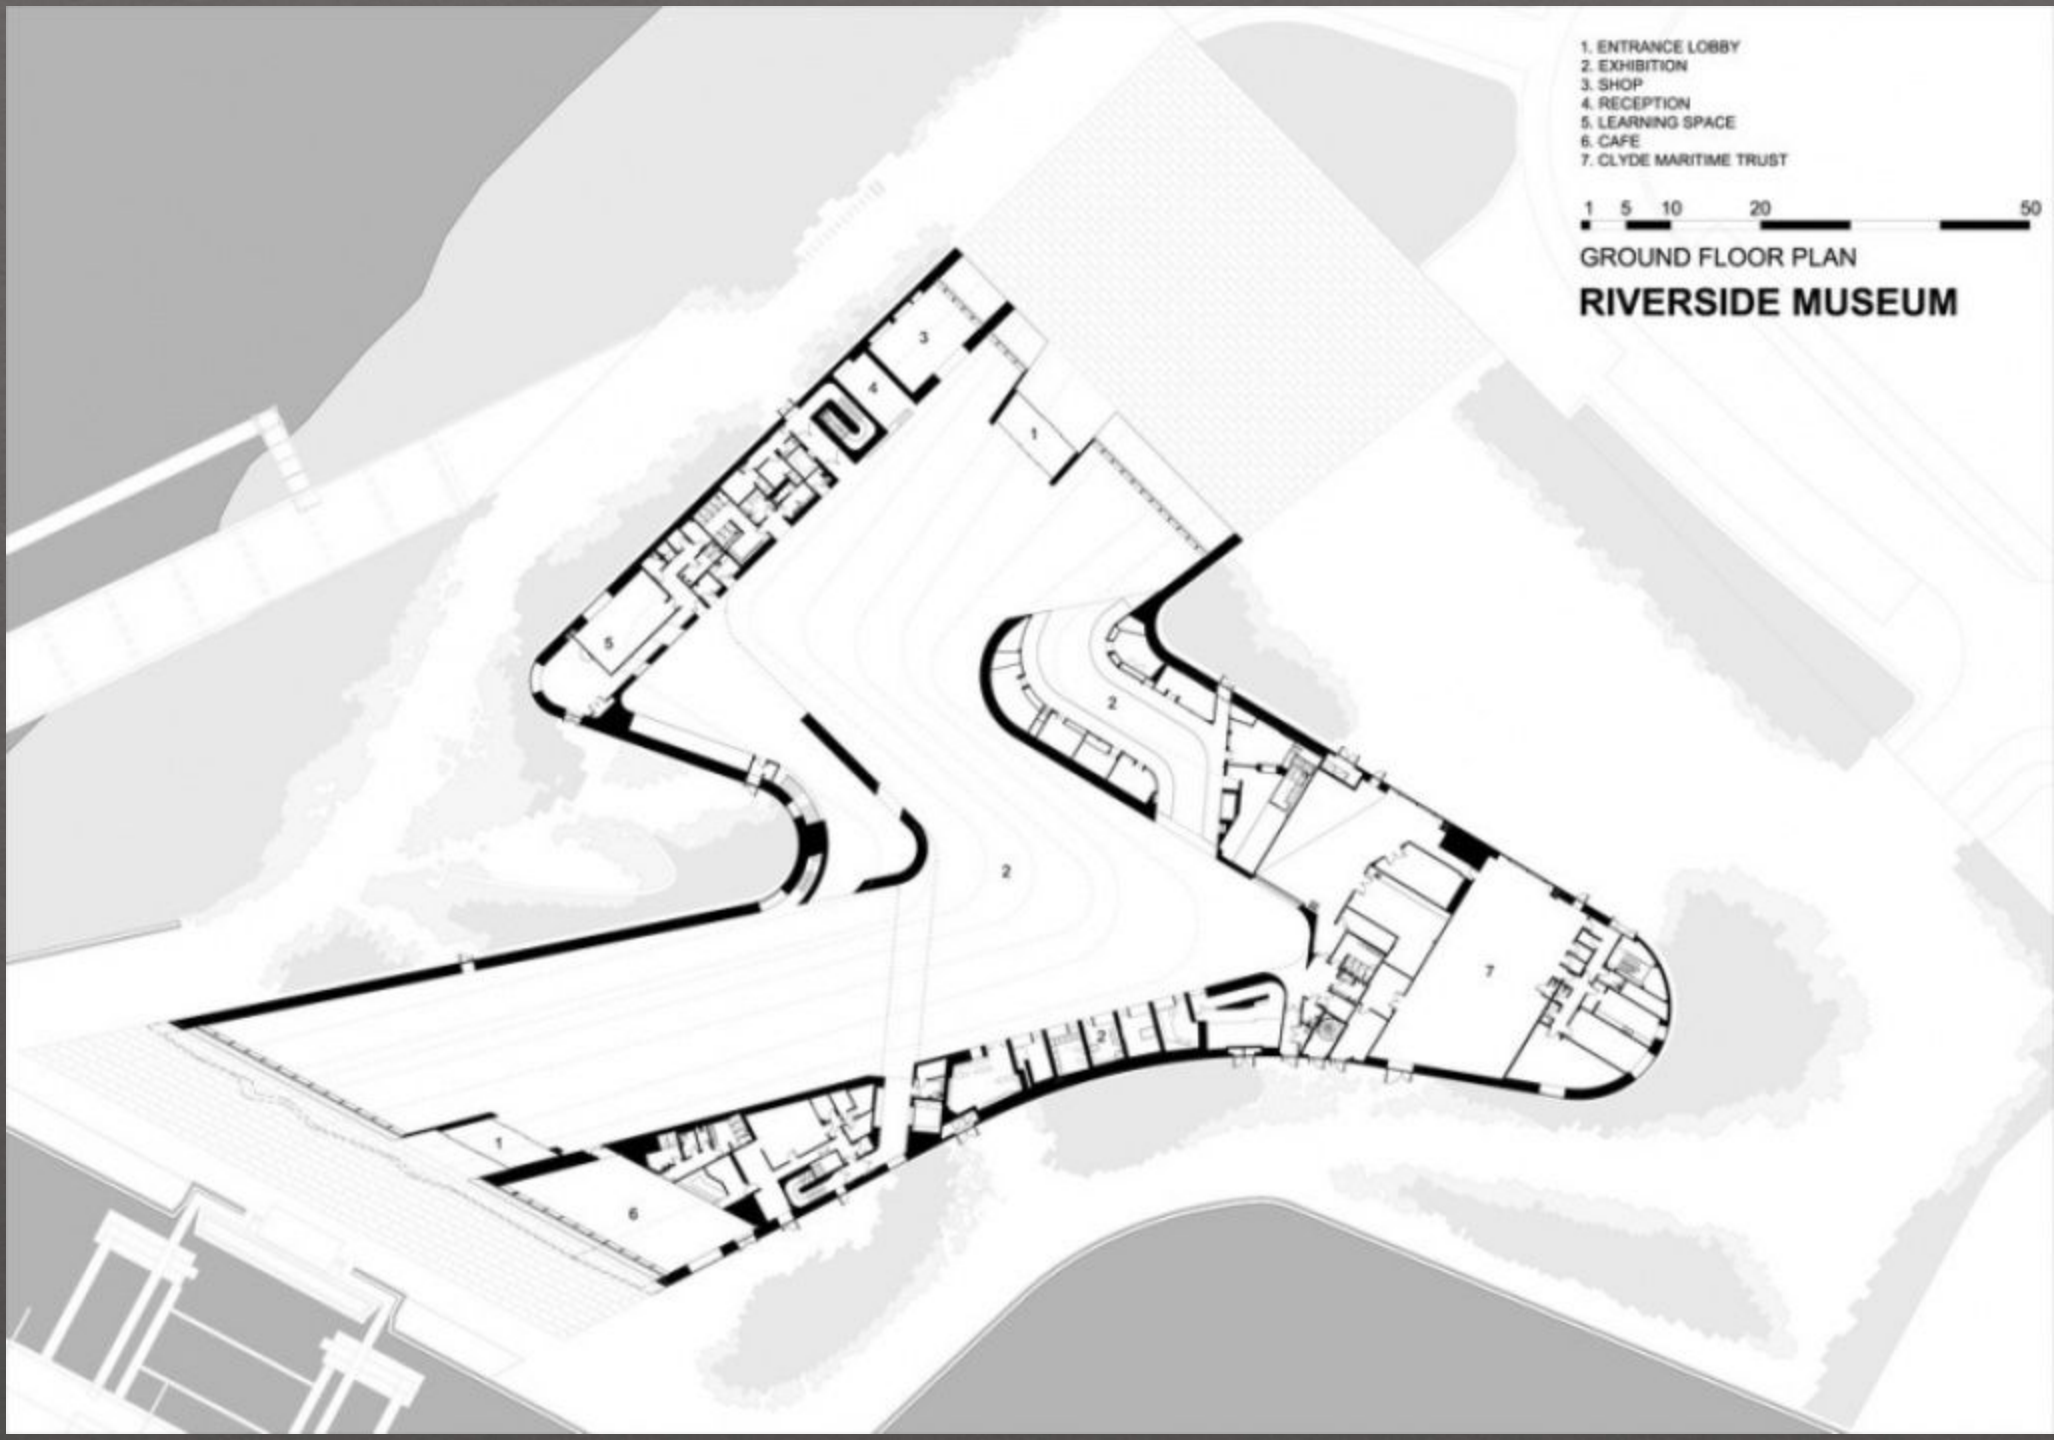 1. ENTRANCE LOBBY
2. EXHIBITION
3. SHOP
4. RECEPTION
5. LEARNING SPACE
6. CAFE
7. CLYDE MARITIME TRUST
1 5 10 20 50
GROUND FLOOR PLAN
RIVERSIDE MUSEUM
3
4
1
5
2
2
7
2
1
6